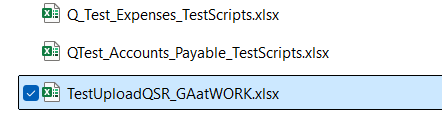 Q_Test_Expenses_TestScripts.xlsx
QTest_Accounts_Payable_TestScripts.xlsx
TestUploadQSR_GAatWORK.xlsx